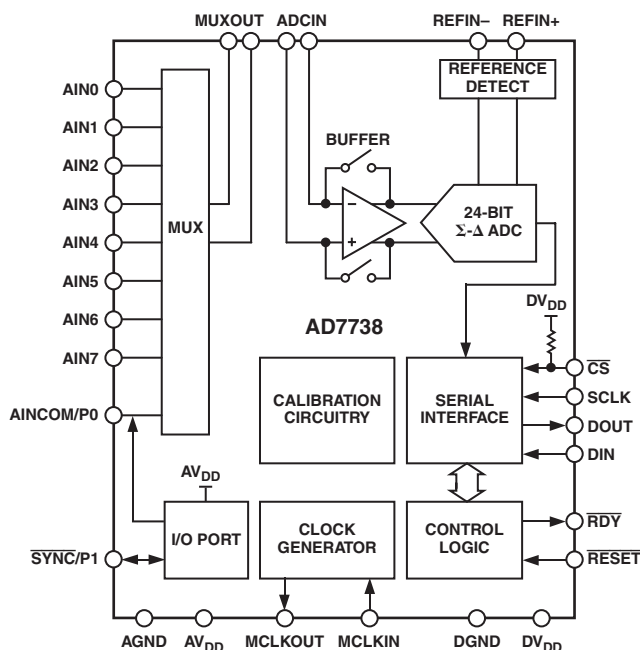 MUXOUT ADCIN REFIN– REFIN+
REFERENCE
DETECT
AIN0
AIN1
AIN2
AIN3
AIN4
AIN5
AIN6
AIN7
AINCOM/P0
SYNC/P1
MUX
BUFFER
–
+
24-BIT
Σ-Δ ADC
AD7738
DVDD
CALIBRATION
CIRCUITRY
SERIAL
INTERFACE
CS
SCLK
DOUT
DIN
AVDD
I/O PORT
CLOCK
GENERATOR
CONTROL
LOGIC
RDY
RESET
AGND AVDD MCLKOUT MCLKIN DGND DVDD